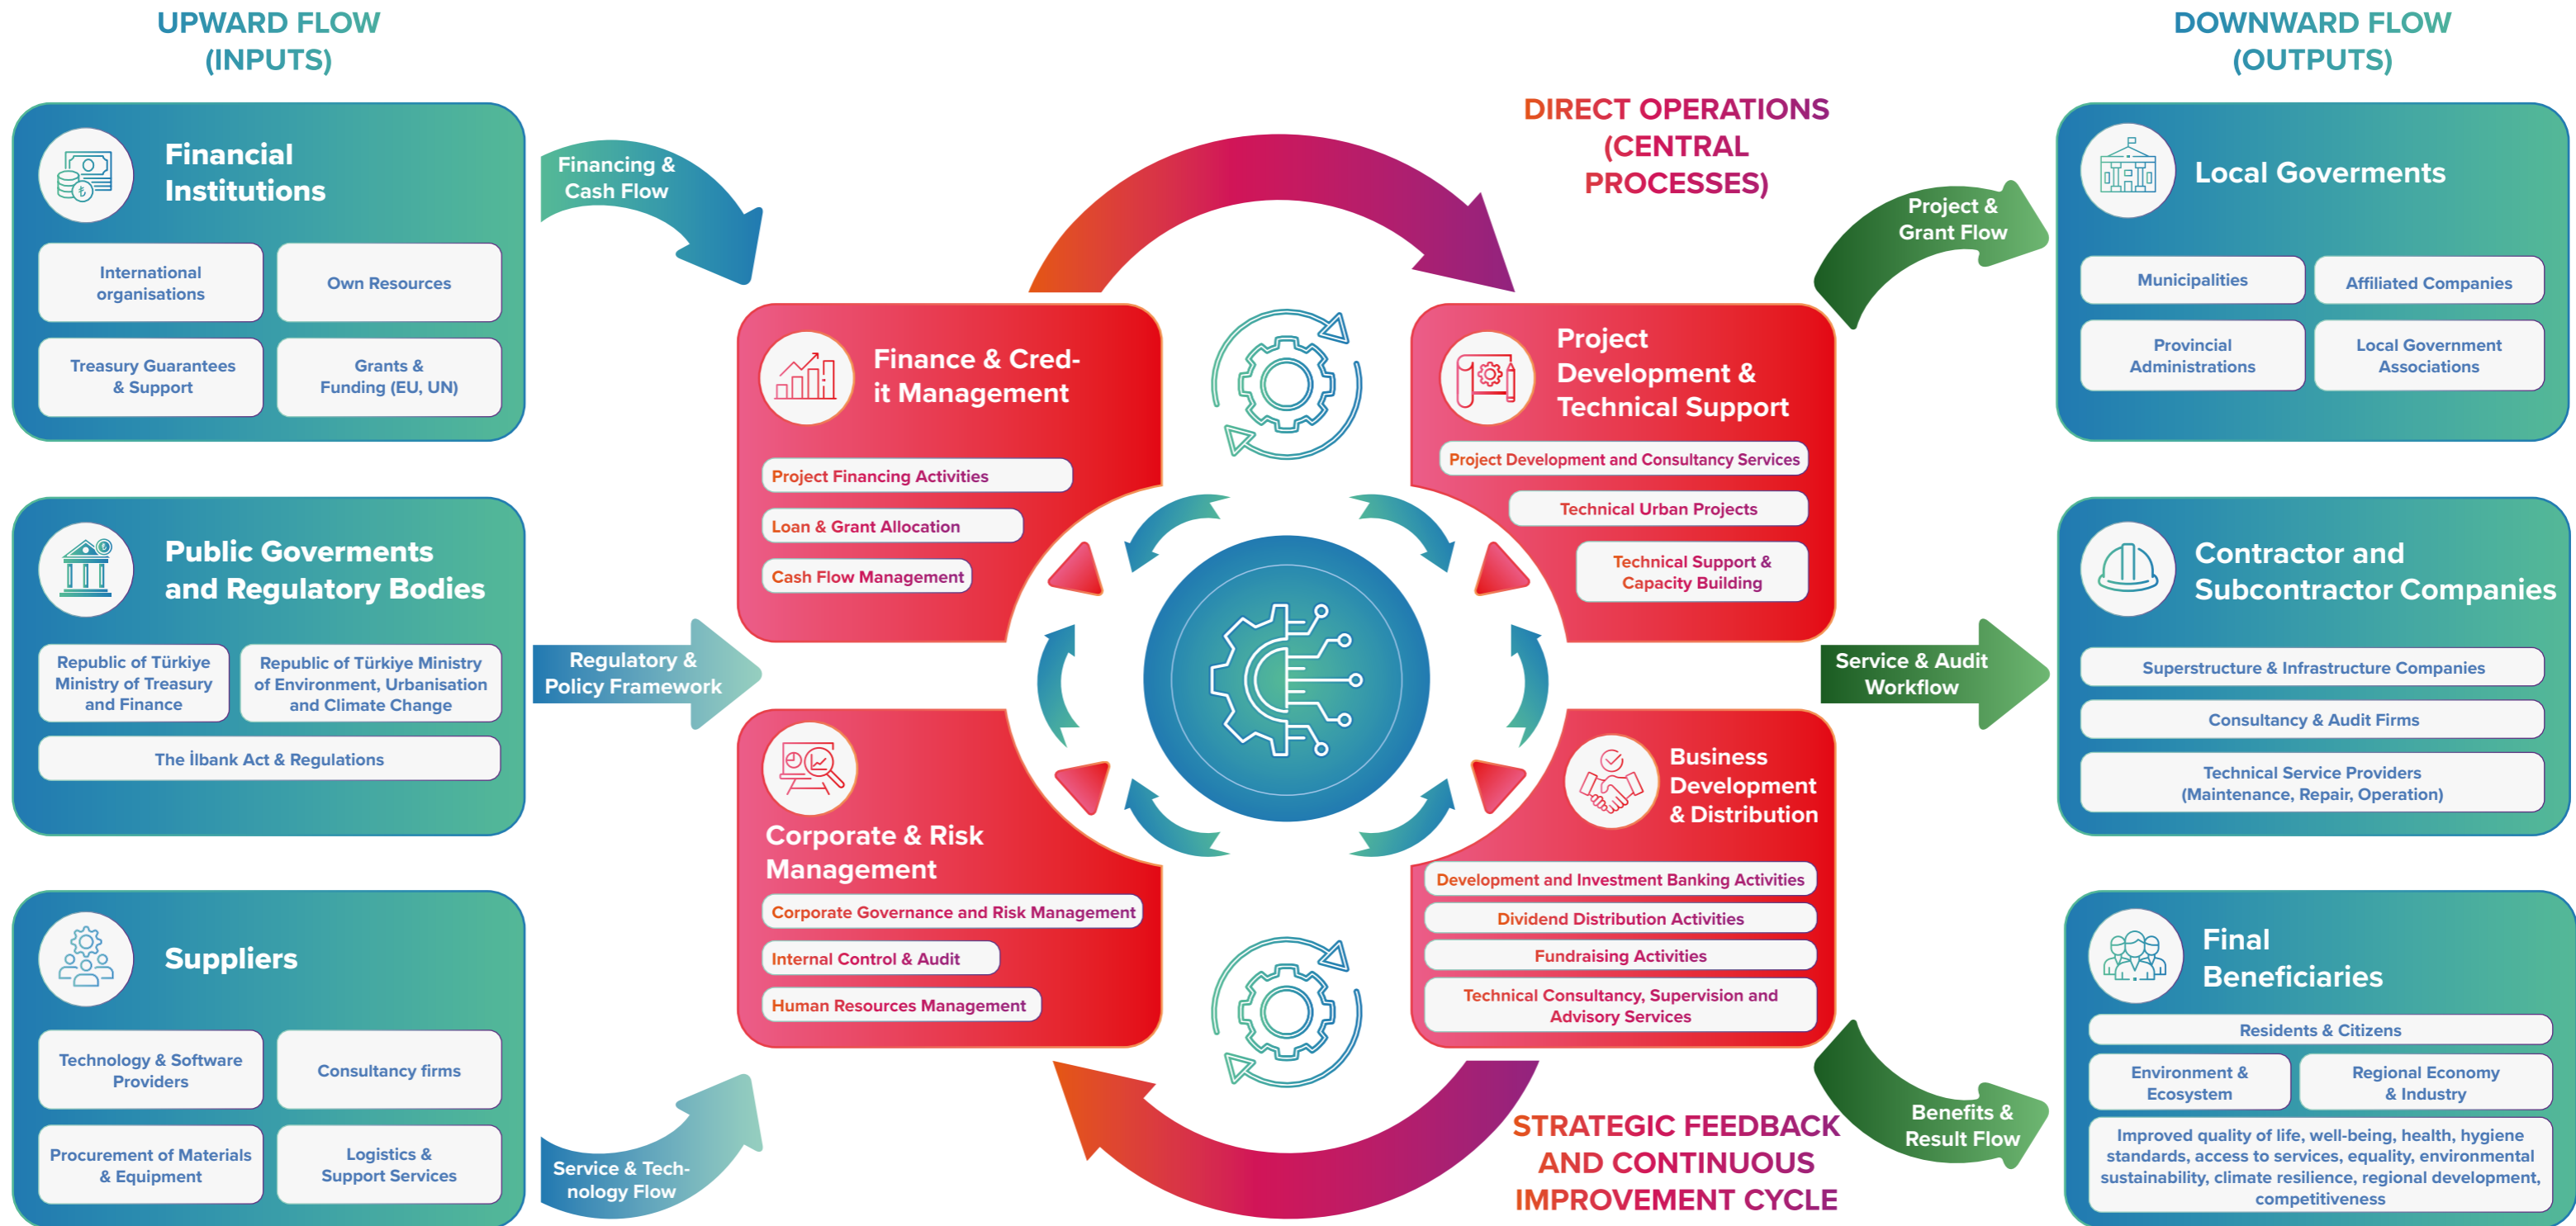 UPWARD FLOW
(INPUTS)
Financial
Institutions
International
organisations
Own Resources
Treasury Guarantees
& Support
Grants &
Funding (EU, UN)
Public Goverments
and Regulatory Bodies
Republic of Türkiye
Ministry of Treasury
and Finance
Republic of Türkiye Ministry
of Environment, Urbanisation
and Climate Change
The İlbank Act & Regulations
Suppliers
Technology & Software
Providers
Consultancy firms
Procurement of Materials
& Equipment
Logistics &
Support Services
Financing &
Cash Flow
Regulatory &
Policy Framework
Service & Tech-
nology Flow
DIRECT OPERATIONS
(CENTRAL
PROCESSES)
Finance & Cred-
it Management
Project Financing Activities
Loan & Grant Allocation
Cash Flow Management
Project
Development &
Technical Support
Project Development and Consultancy Services
Technical Urban Projects
Technical Support &
Capacity Building
Corporate & Risk
Management
Corporate Governance and Risk Management
Internal Control & Audit
Human Resources Management
Business
Development
& Distribution
Development and Investment Banking Activities
Dividend Distribution Activities
Fundraising Activities
Technical Consultancy, Supervision and
Advisory Services
STRATEGIC FEEDBACK
AND CONTINUOUS
IMPROVEMENT CYCLE
Project &
Grant Flow
Service & Audit
Workflow
Benefits &
Result Flow
DOWNWARD FLOW
(OUTPUTS)
Local Goverments
Municipalities
Affiliated Companies
Provincial
Administrations
Local Government
Associations
Contractor and
Subcontractor Companies
Superstructure & Infrastructure Companies
Consultancy & Audit Firms
Technical Service Providers
(Maintenance, Repair, Operation)
Final
Beneficiaries
Residents & Citizens
Environment &
Ecosystem
Regional Economy
& Industry
Improved quality of life, well-being, health, hygiene
standards, access to services, equality, environmental
sustainability, climate resilience, regional development,
competitiveness